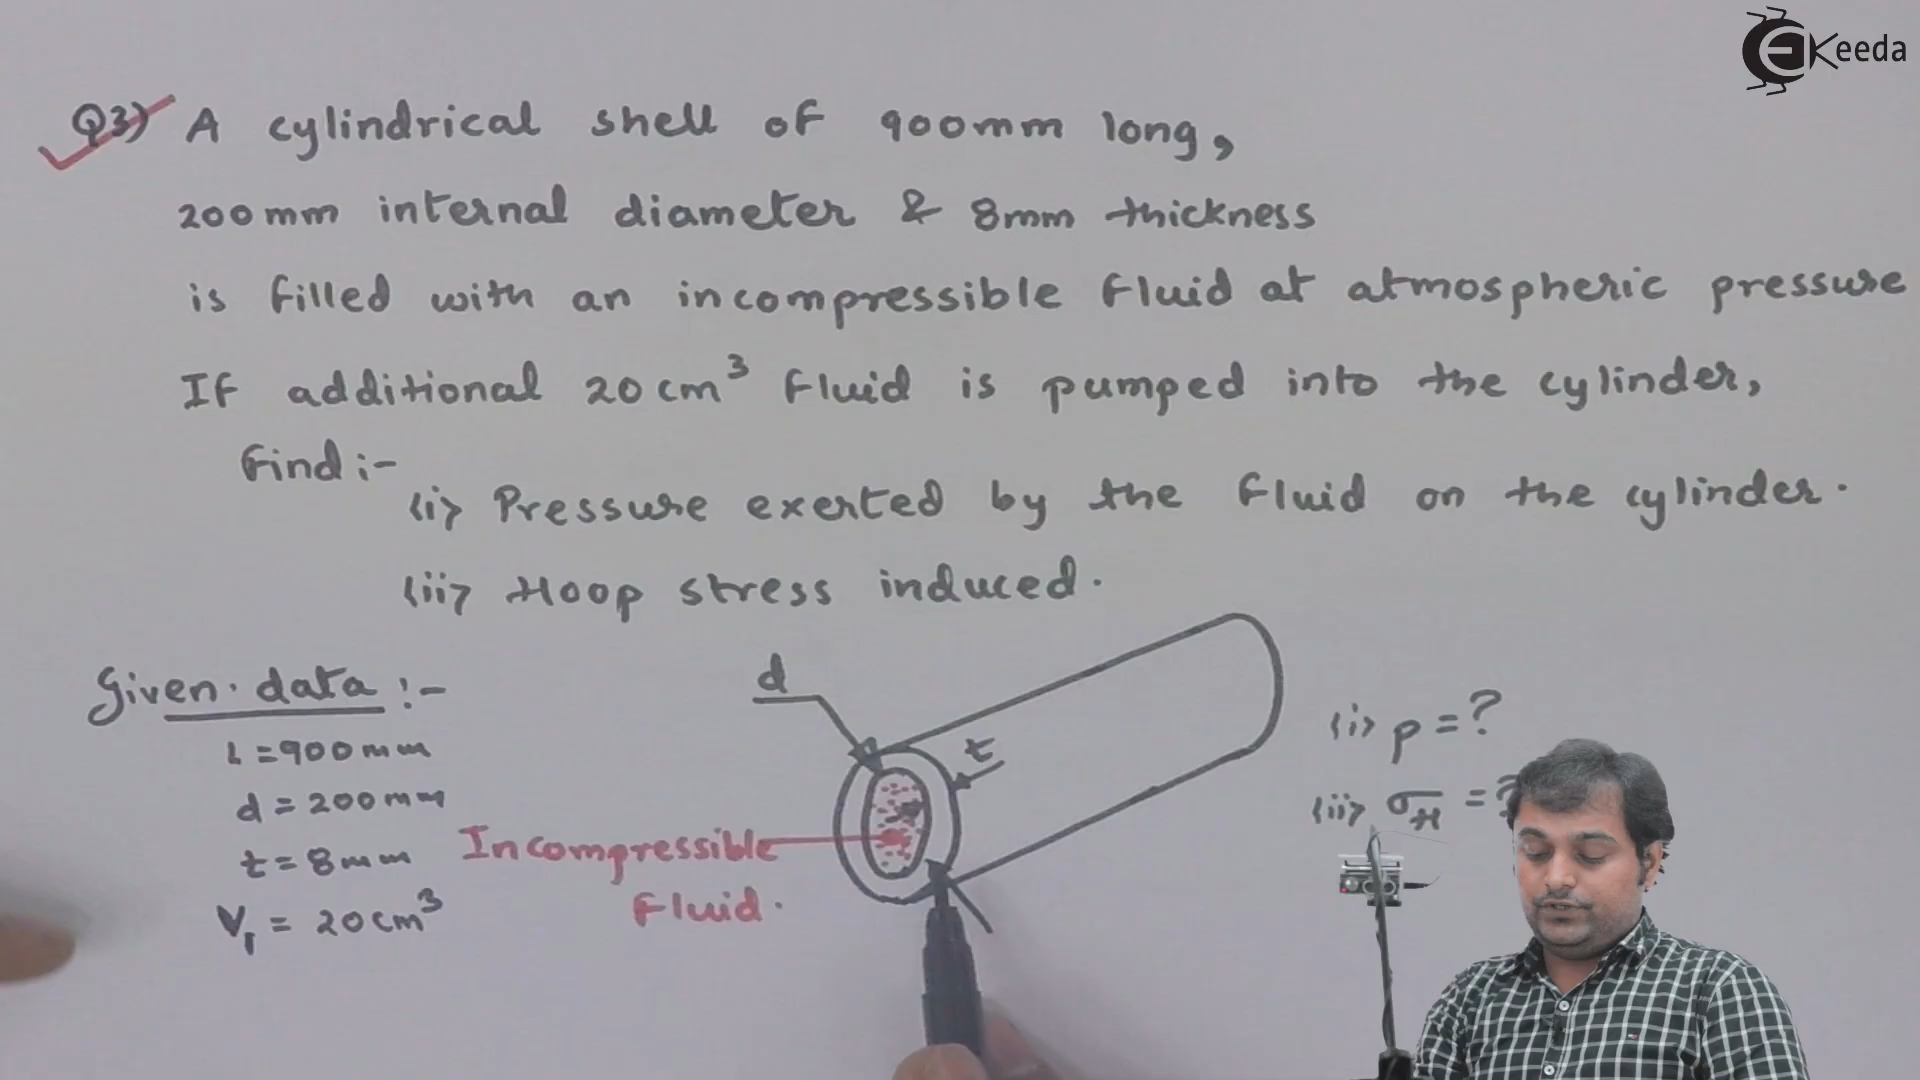 Keeda
Q3) A cylindrical shell of 900mm long,
200mm internal diameter & 8mm thickness
is filled with an incompressible fluid at atmospheric pressure
If additional 20cm³ fluid is pumped into the cylinder,
Find:-
(i) Pressure exerted by the fluid on the cylinder.
(ii) Hoop stress induced.
Given data :-
l = 900mm
d = 200mm
t = 8mm
V₁ = 20cm³
d
t
Incompressible
Fluid.
(i) p = ?
(ii) σH = ?